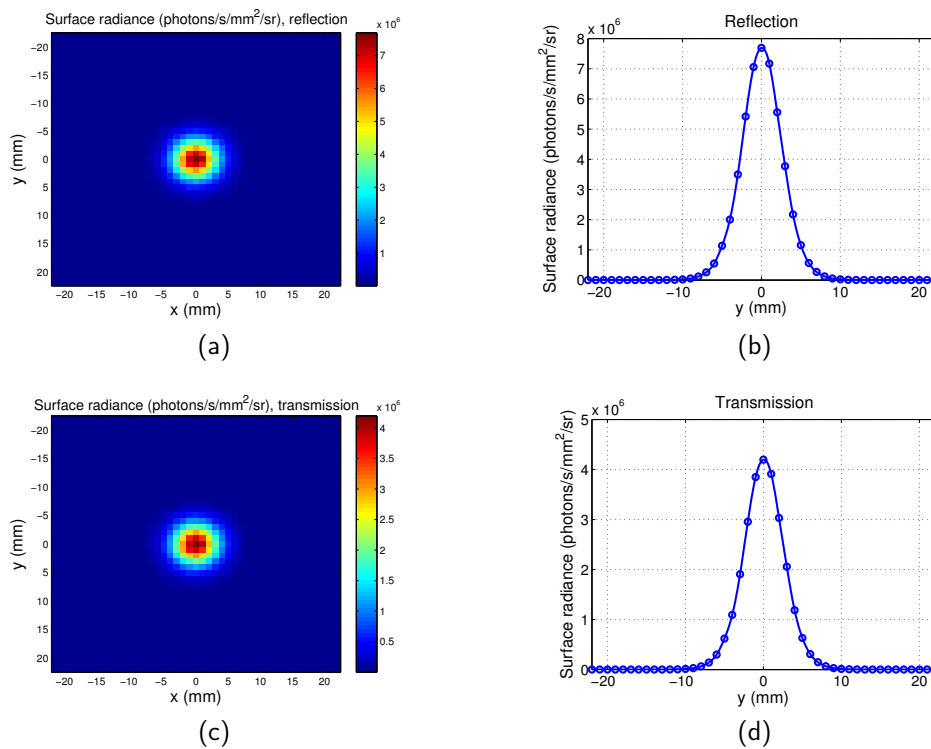 Surface radiance (photons/s/mm²/sr), reflection
x 10⁶
−20
−15
−10
−5
0
5
10
15
20
y (mm)
−20 −15 −10 −5 0 5 10 15 20
x (mm)
7
6
5
4
3
2
1
(a)
Reflection
x 10⁶
8
7
6
5
4
3
2
1
0
Surface radiance (photons/s/mm²/sr)
−20 −10 0 10 20
y (mm)
(b)
Surface radiance (photons/s/mm²/sr), transmission
x 10⁶
−20
−15
−10
−5
0
5
10
15
20
y (mm)
−20 −15 −10 −5 0 5 10 15 20
x (mm)
4
3.5
3
2.5
2
1.5
1
0.5
(c)
Transmission
x 10⁶
5
4
3
2
1
0
Surface radiance (photons/s/mm²/sr)
−20 −10 0 10 20
y (mm)
(d)